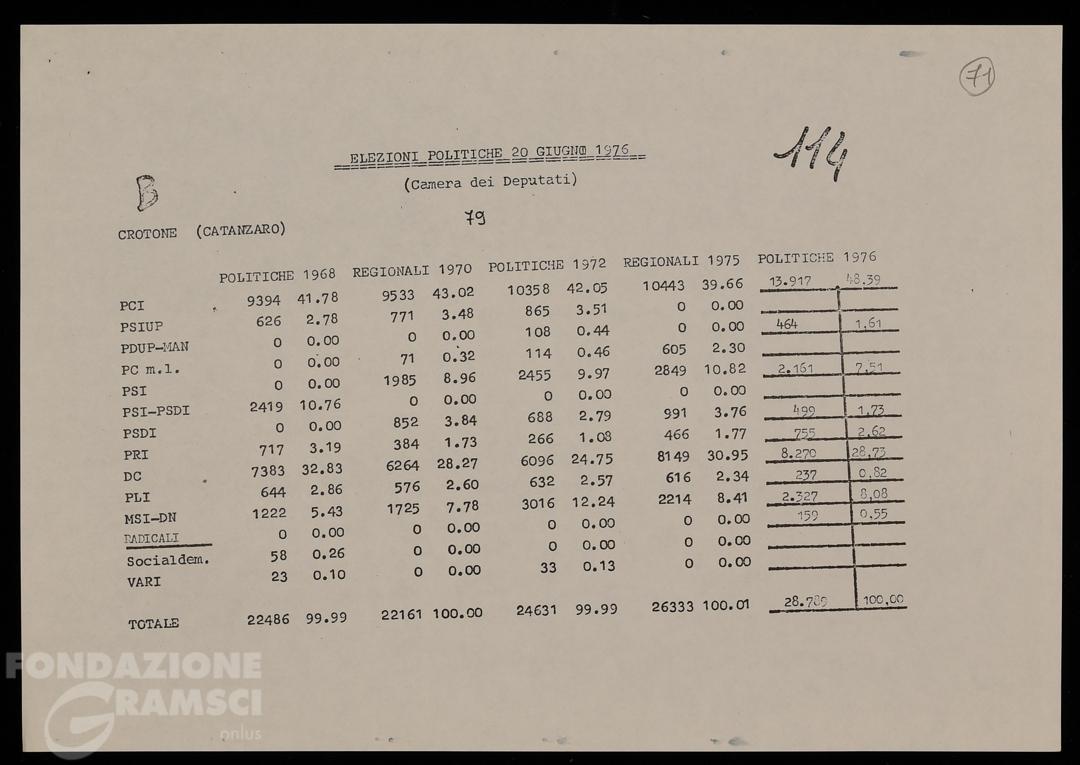 71
114
ELEZIONI POLITICHE 20 GIUGNO 1976
(Camera dei Deputati)
B
79
CROTONE (CATANZARO)
POLITICHE 1968 REGIONALI 1970 POLITICHE 1972 REGIONALI 1975 POLITICHE 1976
PCI 9394 41.78 9533 43.02 10358 42.05 10443 39.66 13.917 48.39
PSIUP 626 2.78 771 3.48 865 3.51 0 0.00
PDUP-MAN 0 0.00 0 0.00 108 0.44 0 0.00 464 1,61
PC m.l. 0 0.00 71 0.32 114 0.46 605 2.30
PSI 0 0.00 1985 8.96 2455 9.97 2849 10.82 2.161 7,51
PSI-PSDI 2419 10.76 0 0.00 0 0.00 0 0.00
PSDI 0 0.00 852 3.84 688 2.79 991 3.76 499 1,73
PRI 717 3.19 384 1.73 266 1.08 466 1.77 755 2,62
DC 7383 32.83 6264 28.27 6096 24.75 8149 30.95 8.270 28,73
PLI 644 2.86 576 2.60 632 2.57 616 2.34 237 0,82
MSI-DN 1222 5.43 1725 7.78 3016 12.24 2214 8.41 2.327 8,08
RADICALI 0 0.00 0 0.00 0 0.00 0 0.00 159 0,55
Socialdem. 58 0.26 0 0.00 0 0.00 0 0.00
VARI 23 0.10 0 0.00 33 0.13 0 0.00
TOTALE 22486 99.99 22161 100.00 24631 99.99 26333 100.01 28.789 100,00
FONDAZIONE
GRAMSCI
onlus